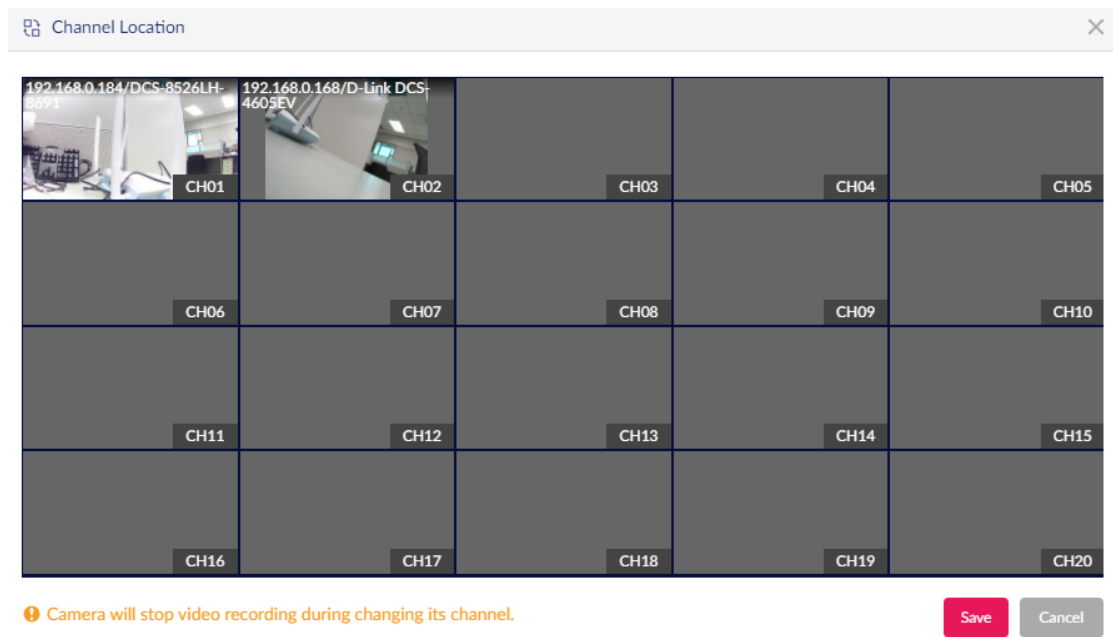 Channel Location
192.168.0.184/DCS-8526LH-
8691
192.168.0.168/D-Link DCS-
4605EV
CH01
CH02
CH03
CH04
CH05
CH06
CH07
CH08
CH09
CH10
CH11
CH12
CH13
CH14
CH15
CH16
CH17
CH18
CH19
CH20
Camera will stop video recording during changing its channel.
Save
Cancel